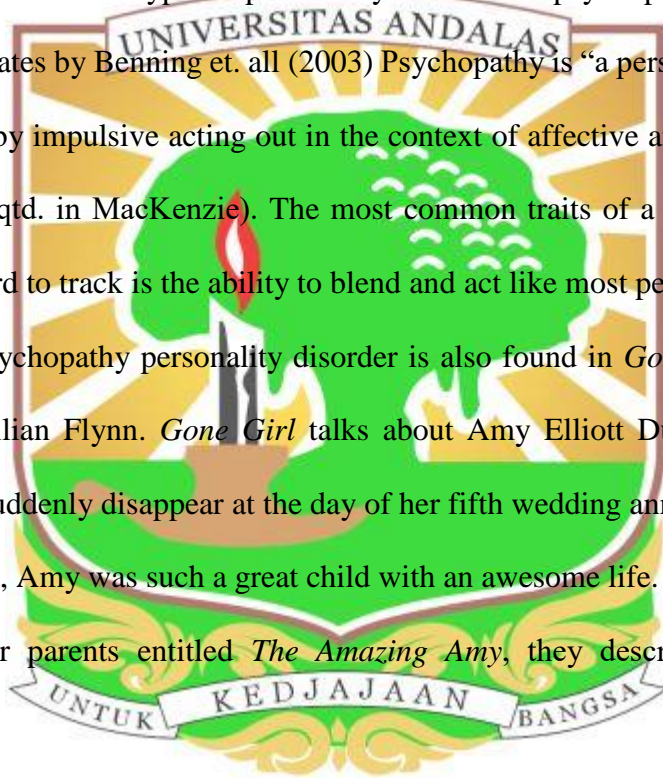 UNIVERSITAS ANDALAS
ates by Benning et. all (2003) Psychopathy is “a pers
by impulsive acting out in the context of affective a
qtd. in MacKenzie). The most common traits of a
rd to track is the ability to blend and act like most pe
ychopathy personality disorder is also found in Go
illian Flynn. Gone Girl talks about Amy Elliott D
uddenly disappear at the day of her fifth wedding ann
, Amy was such a great child with an awesome life.
r parents entitled The Amazing Amy, they descr
UNTUK KEDJAJAAN BANGSA